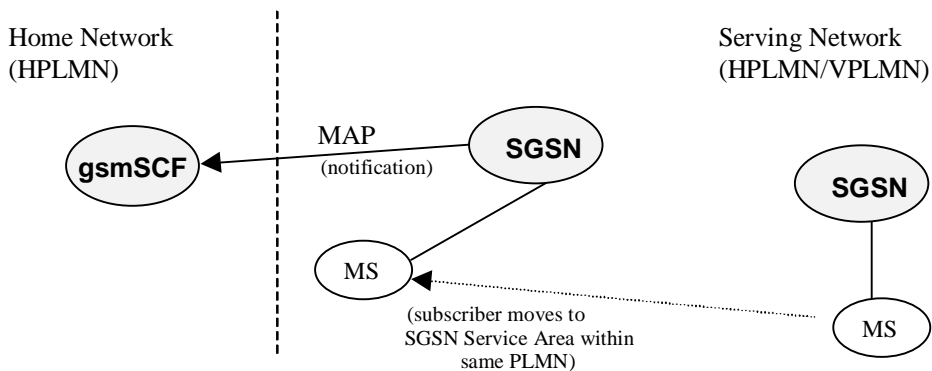 Home Network
(HPLMN)
Serving Network
(HPLMN/VPLMN)
MAP
(notification)
gsmSCF
SGSN
SGSN
MS
MS
(subscriber moves to
SGSN Service Area within
same PLMN)